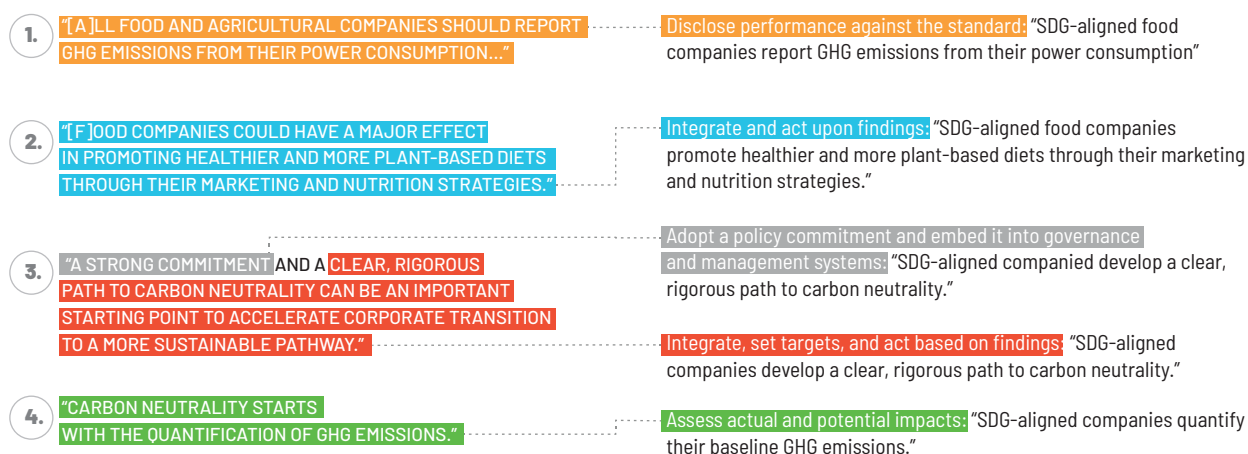 1.
“[A]LL FOOD AND AGRICULTURAL COMPANIES SHOULD REPORT
GHG EMISSIONS FROM THEIR POWER CONSUMPTION...”
Disclose performance against the standard: “SDG-aligned food
companies report GHG emissions from their power consumption”
2.
“[F]OOD COMPANIES COULD HAVE A MAJOR EFFECT
IN PROMOTING HEALTHIER AND MORE PLANT-BASED DIETS
THROUGH THEIR MARKETING AND NUTRITION STRATEGIES.”
Integrate and act upon findings: “SDG-aligned food companies
promote healthier and more plant-based diets through their marketing
and nutrition strategies.”
3.
“A STRONG COMMITMENT AND A CLEAR, RIGOROUS
PATH TO CARBON NEUTRALITY CAN BE AN IMPORTANT
STARTING POINT TO ACCELERATE CORPORATE TRANSITION
TO A MORE SUSTAINABLE PATHWAY.”
Adopt a policy commitment and embed it into governance
and management systems: “SDG-aligned companied develop a clear,
rigorous path to carbon neutrality.”
Integrate, set targets, and act based on findings: “SDG-aligned
companies develop a clear, rigorous path to carbon neutrality.”
4.
“CARBON NEUTRALITY STARTS
WITH THE QUANTIFICATION OF GHG EMISSIONS.”
Assess actual and potential impacts: “SDG-aligned companies quantify
their baseline GHG emissions.”